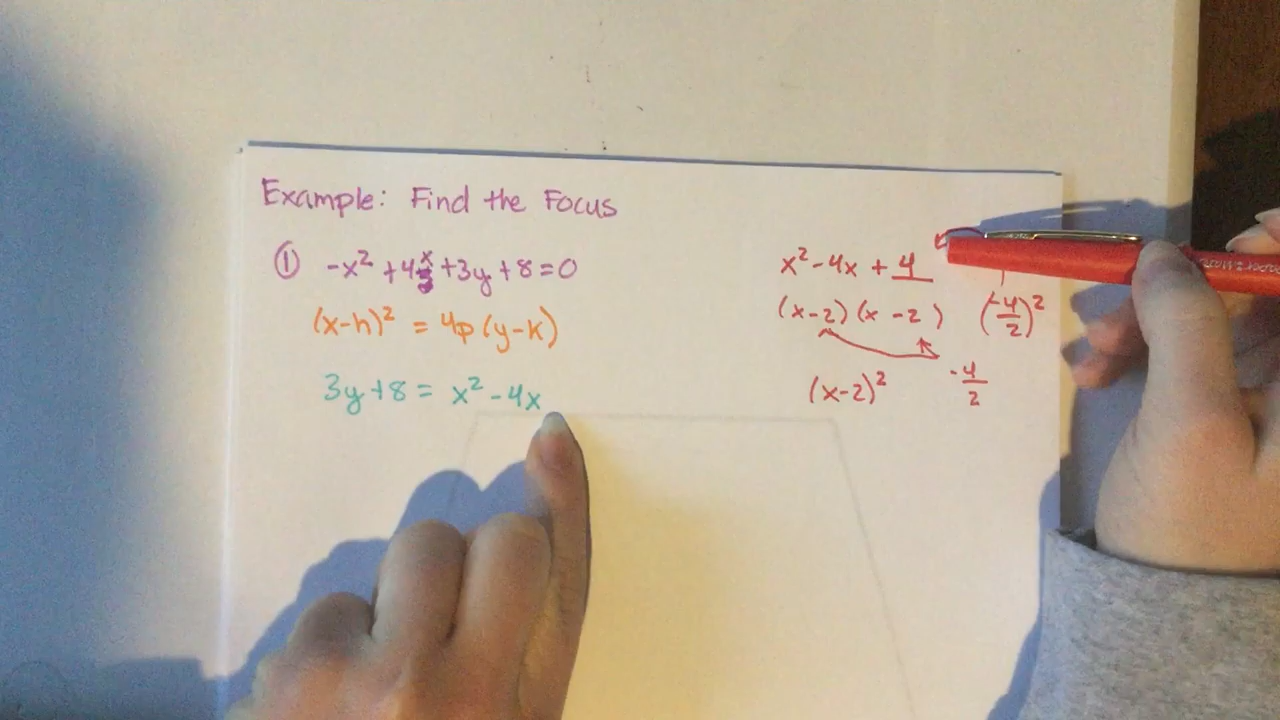 Example: Find the Focus
① -x² + 4x + 3y + 8 = 0
(x-h)² = 4p(y-k)
3y + 8 = x² - 4x
x² - 4x + 4
(x-2)(x-2)
(-4/2)²
(x-2)²
-4/2